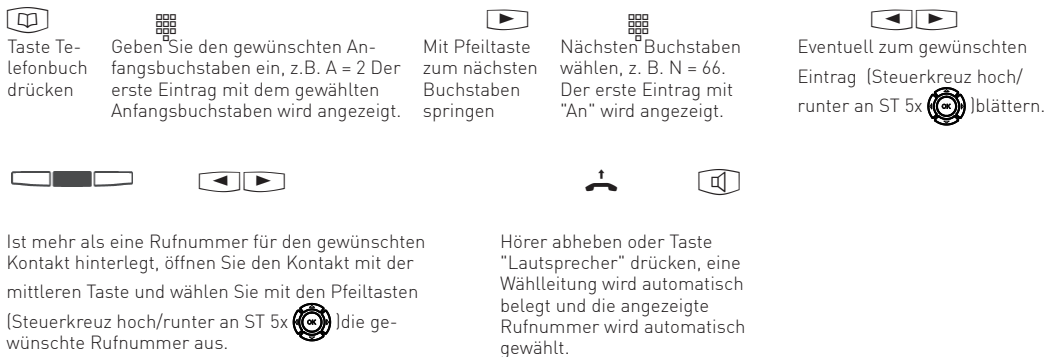 Taste Te-
lefonbuch
drücken
Geben Sie den gewünschten An-
fangsbuchstaben ein, z.B. A = 2 Der
erste Eintrag mit dem gewählten
Anfangsbuchstaben wird angezeigt.
Mit Pfeiltaste
zum nächsten
Buchstaben
springen
Nächsten Buchstaben
wählen, z. B. N = 66.
Der erste Eintrag mit
"An" wird angezeigt.
Eventuell zum gewünschten
Eintrag (Steuerkreuz hoch/
runter an ST 5x OK )blättern.
Ist mehr als eine Rufnummer für den gewünschten
Kontakt hinterlegt, öffnen Sie den Kontakt mit der
mittleren Taste und wählen Sie mit den Pfeiltasten
(Steuerkreuz hoch/runter an ST 5x OK )die ge-
wünschte Rufnummer aus.
Hörer abheben oder Taste
"Lautsprecher" drücken, eine
Wählleitung wird automatisch
belegt und die angezeigte
Rufnummer wird automatisch
gewählt.